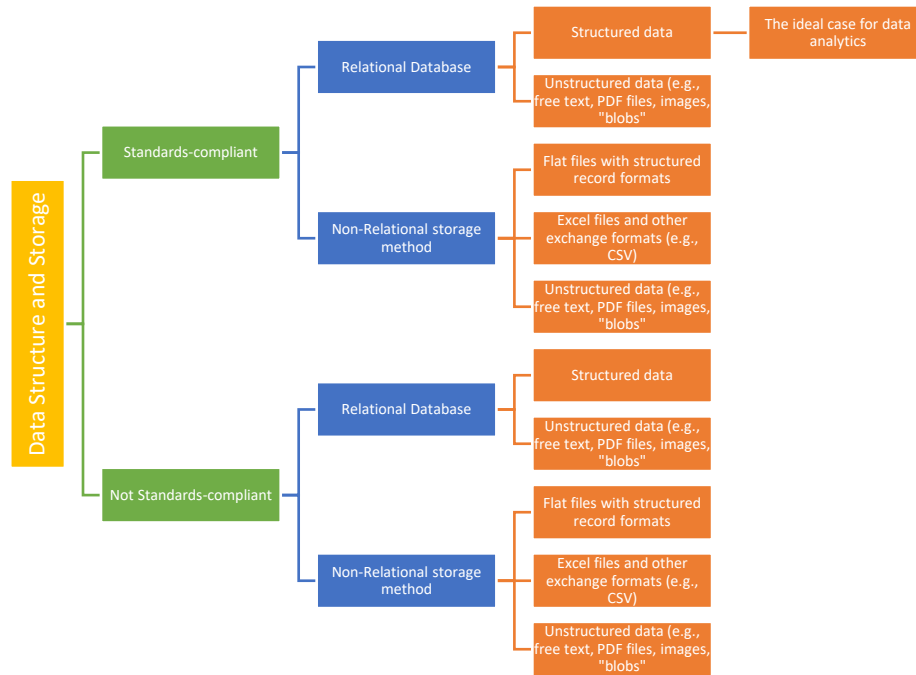 Data Structure and Storage
Standards-compliant
Relational Database
Structured data
The ideal case for data
analytics
Unstructured data (e.g.,
free text, PDF files, images,
"blobs"
Non-Relational storage
method
Flat files with structured
record formats
Excel files and other
exchange formats (e.g.,
CSV)
Unstructured data (e.g.,
free text, PDF files, images,
"blobs"
Not Standards-compliant
Relational Database
Structured data
Unstructured data (e.g.,
free text, PDF files, images,
"blobs"
Non-Relational storage
method
Flat files with structured
record formats
Excel files and other
exchange formats (e.g.,
CSV)
Unstructured data (e.g.,
free text, PDF files, images,
"blobs"